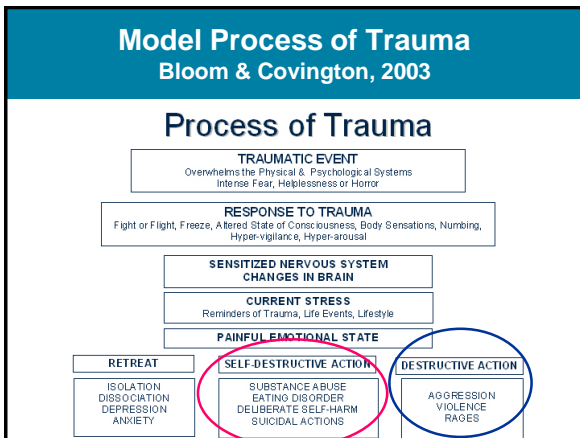 Model Process of Trauma
Bloom & Covington, 2003
Process of Trauma
TRAUMATIC EVENT
Overwhelms the Physical & Psychological Systems
Intense Fear, Helplessness or Horror
RESPONSE TO TRAUMA
Fight or Flight, Freeze, Altered State of Consciousness, Body Sensations, Numbing,
Hyper-vigilance, Hyper-arousal
SENSITIZED NERVOUS SYSTEM
CHANGES IN BRAIN
CURRENT STRESS
Reminders of Trauma, Life Events, Lifestyle
PAINFUL EMOTIONAL STATE
RETREAT
ISOLATION
DISSOCIATION
DEPRESSION
ANXIETY
SELF-DESTRUCTIVE ACTION
SUBSTANCE ABUSE
EATING DISORDER
DELIBERATE SELF-HARM
SUICIDAL ACTIONS
DESTRUCTIVE ACTION
AGGRESSION
VIOLENCE
RAGES